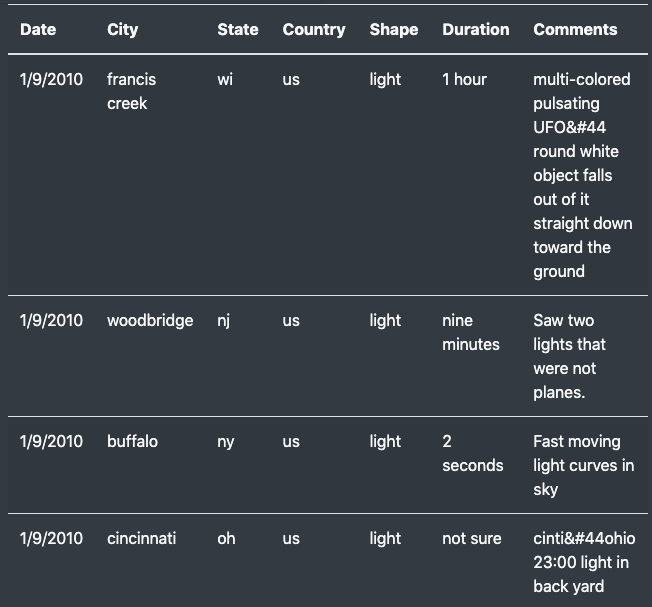 Date City State Country Shape Duration Comments
1/9/2010 francis wi us light 1 hour multi-colored
creek pulsating
UFO&#44
round white
object falls
out of it
straight down
toward the
ground
1/9/2010 woodbridge nj us light nine Saw two
minutes lights that
were not
planes.
1/9/2010 buffalo ny us light 2 Fast moving
seconds light curves in
sky
1/9/2010 cincinnati oh us light not sure cinti&#44ohio
23:00 light in
back yard